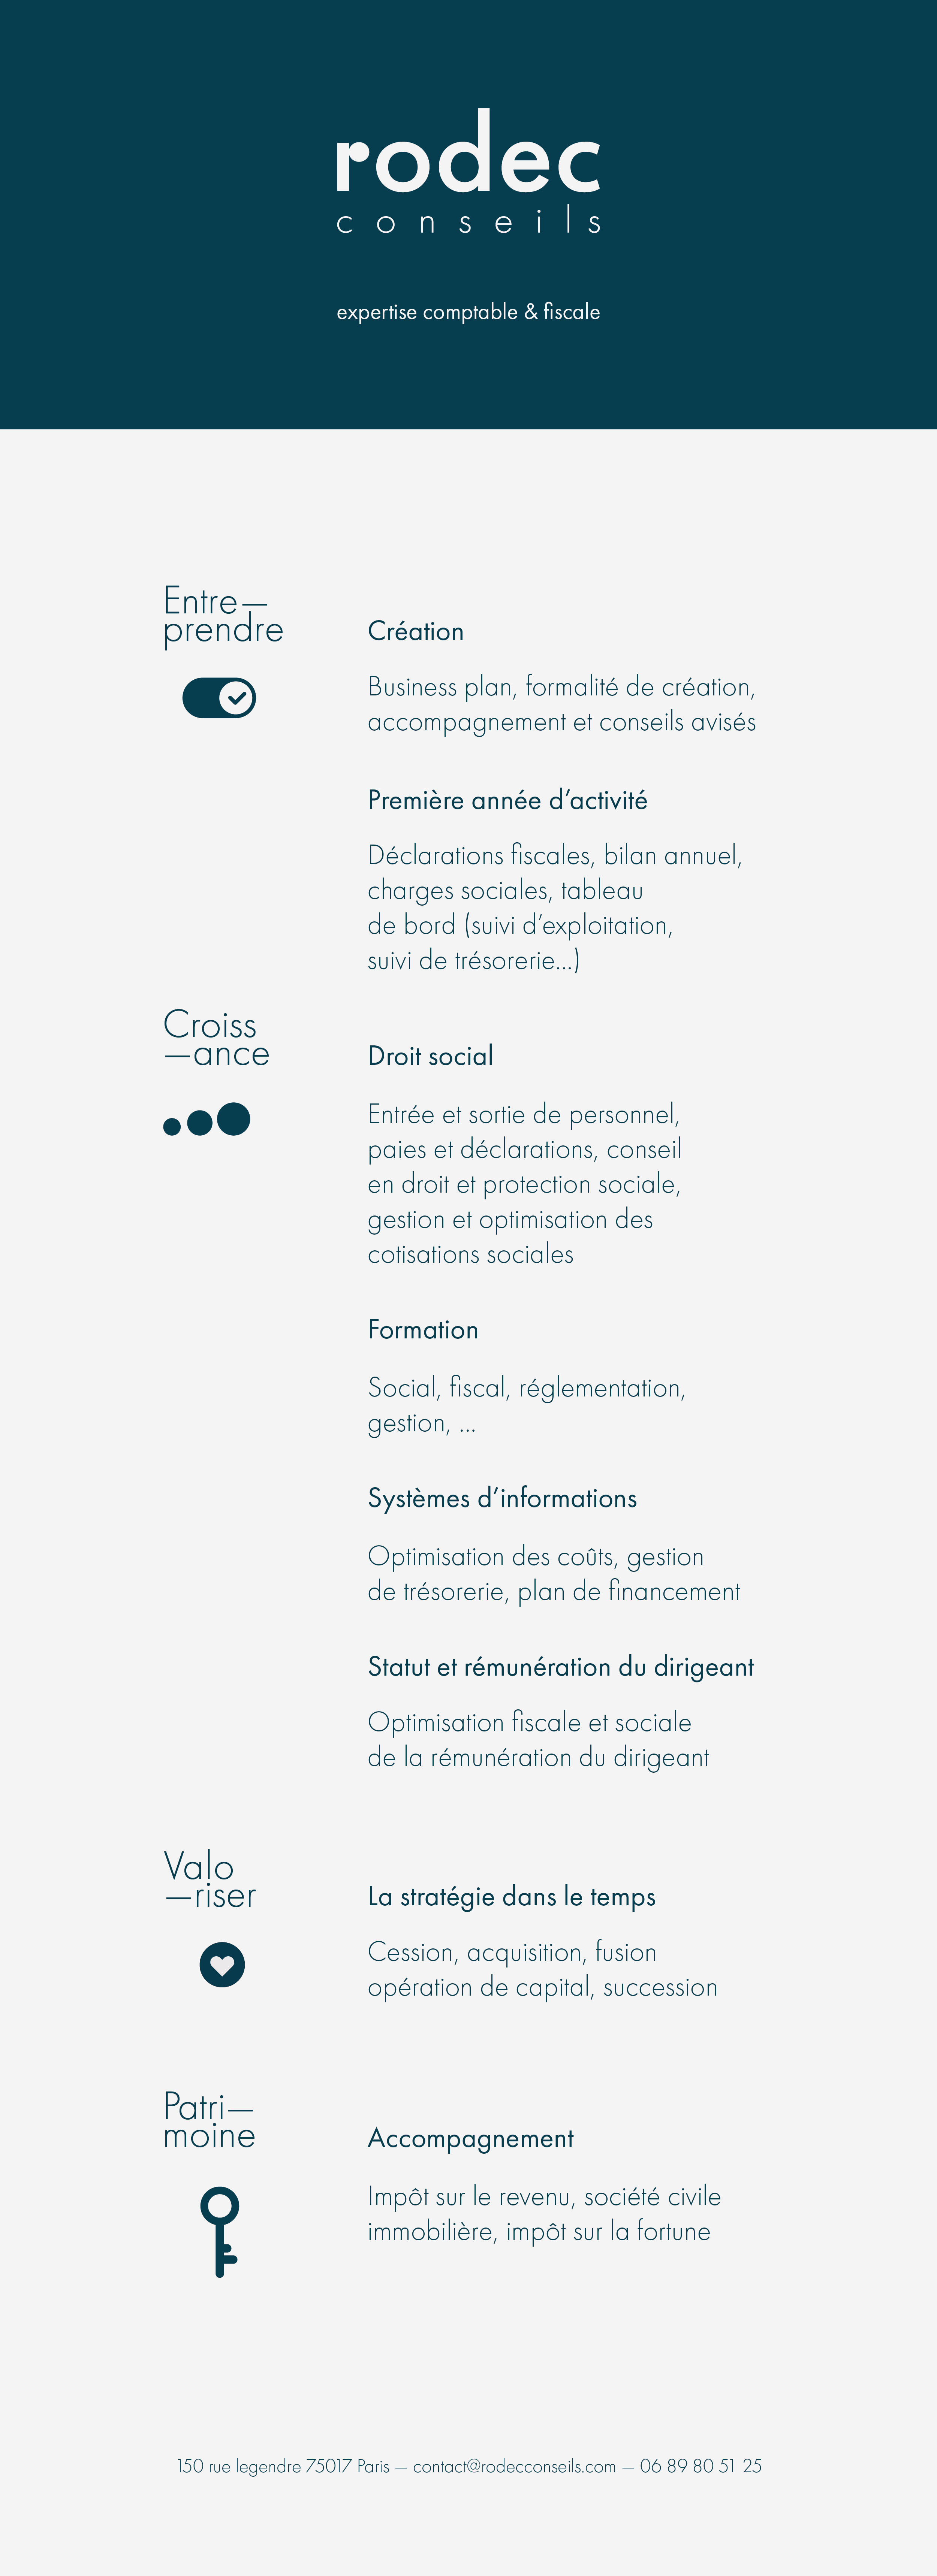 rodec
conseils
expertise comptable & fiscale
Entre—
prendre
Création
Business plan, formalité de création,
accompagnement et conseils avisés
Première année d’activité
Déclarations fiscales, bilan annuel,
charges sociales, tableau
de bord (suivi d’exploitation,
suivi de trésorerie...)
Croiss
—ance
Droit social
Entrée et sortie de personnel,
paies et déclarations, conseil
en droit et protection sociale,
gestion et optimisation des
cotisations sociales
Formation
Social, fiscal, réglementation,
gestion, ...
Systèmes d’informations
Optimisation des coûts, gestion
de trésorerie, plan de financement
Statut et rémunération du dirigeant
Optimisation fiscale et sociale
de la rémunération du dirigeant
Valo
—riser
La stratégie dans le temps
Cession, acquisition, fusion
opération de capital, succession
Patri—
moine
Accompagnement
Impôt sur le revenu, société civile
immobilière, impôt sur la fortune
150 rue legendre 75017 Paris — contact@rodecconseils.com — 06 89 80 51 25